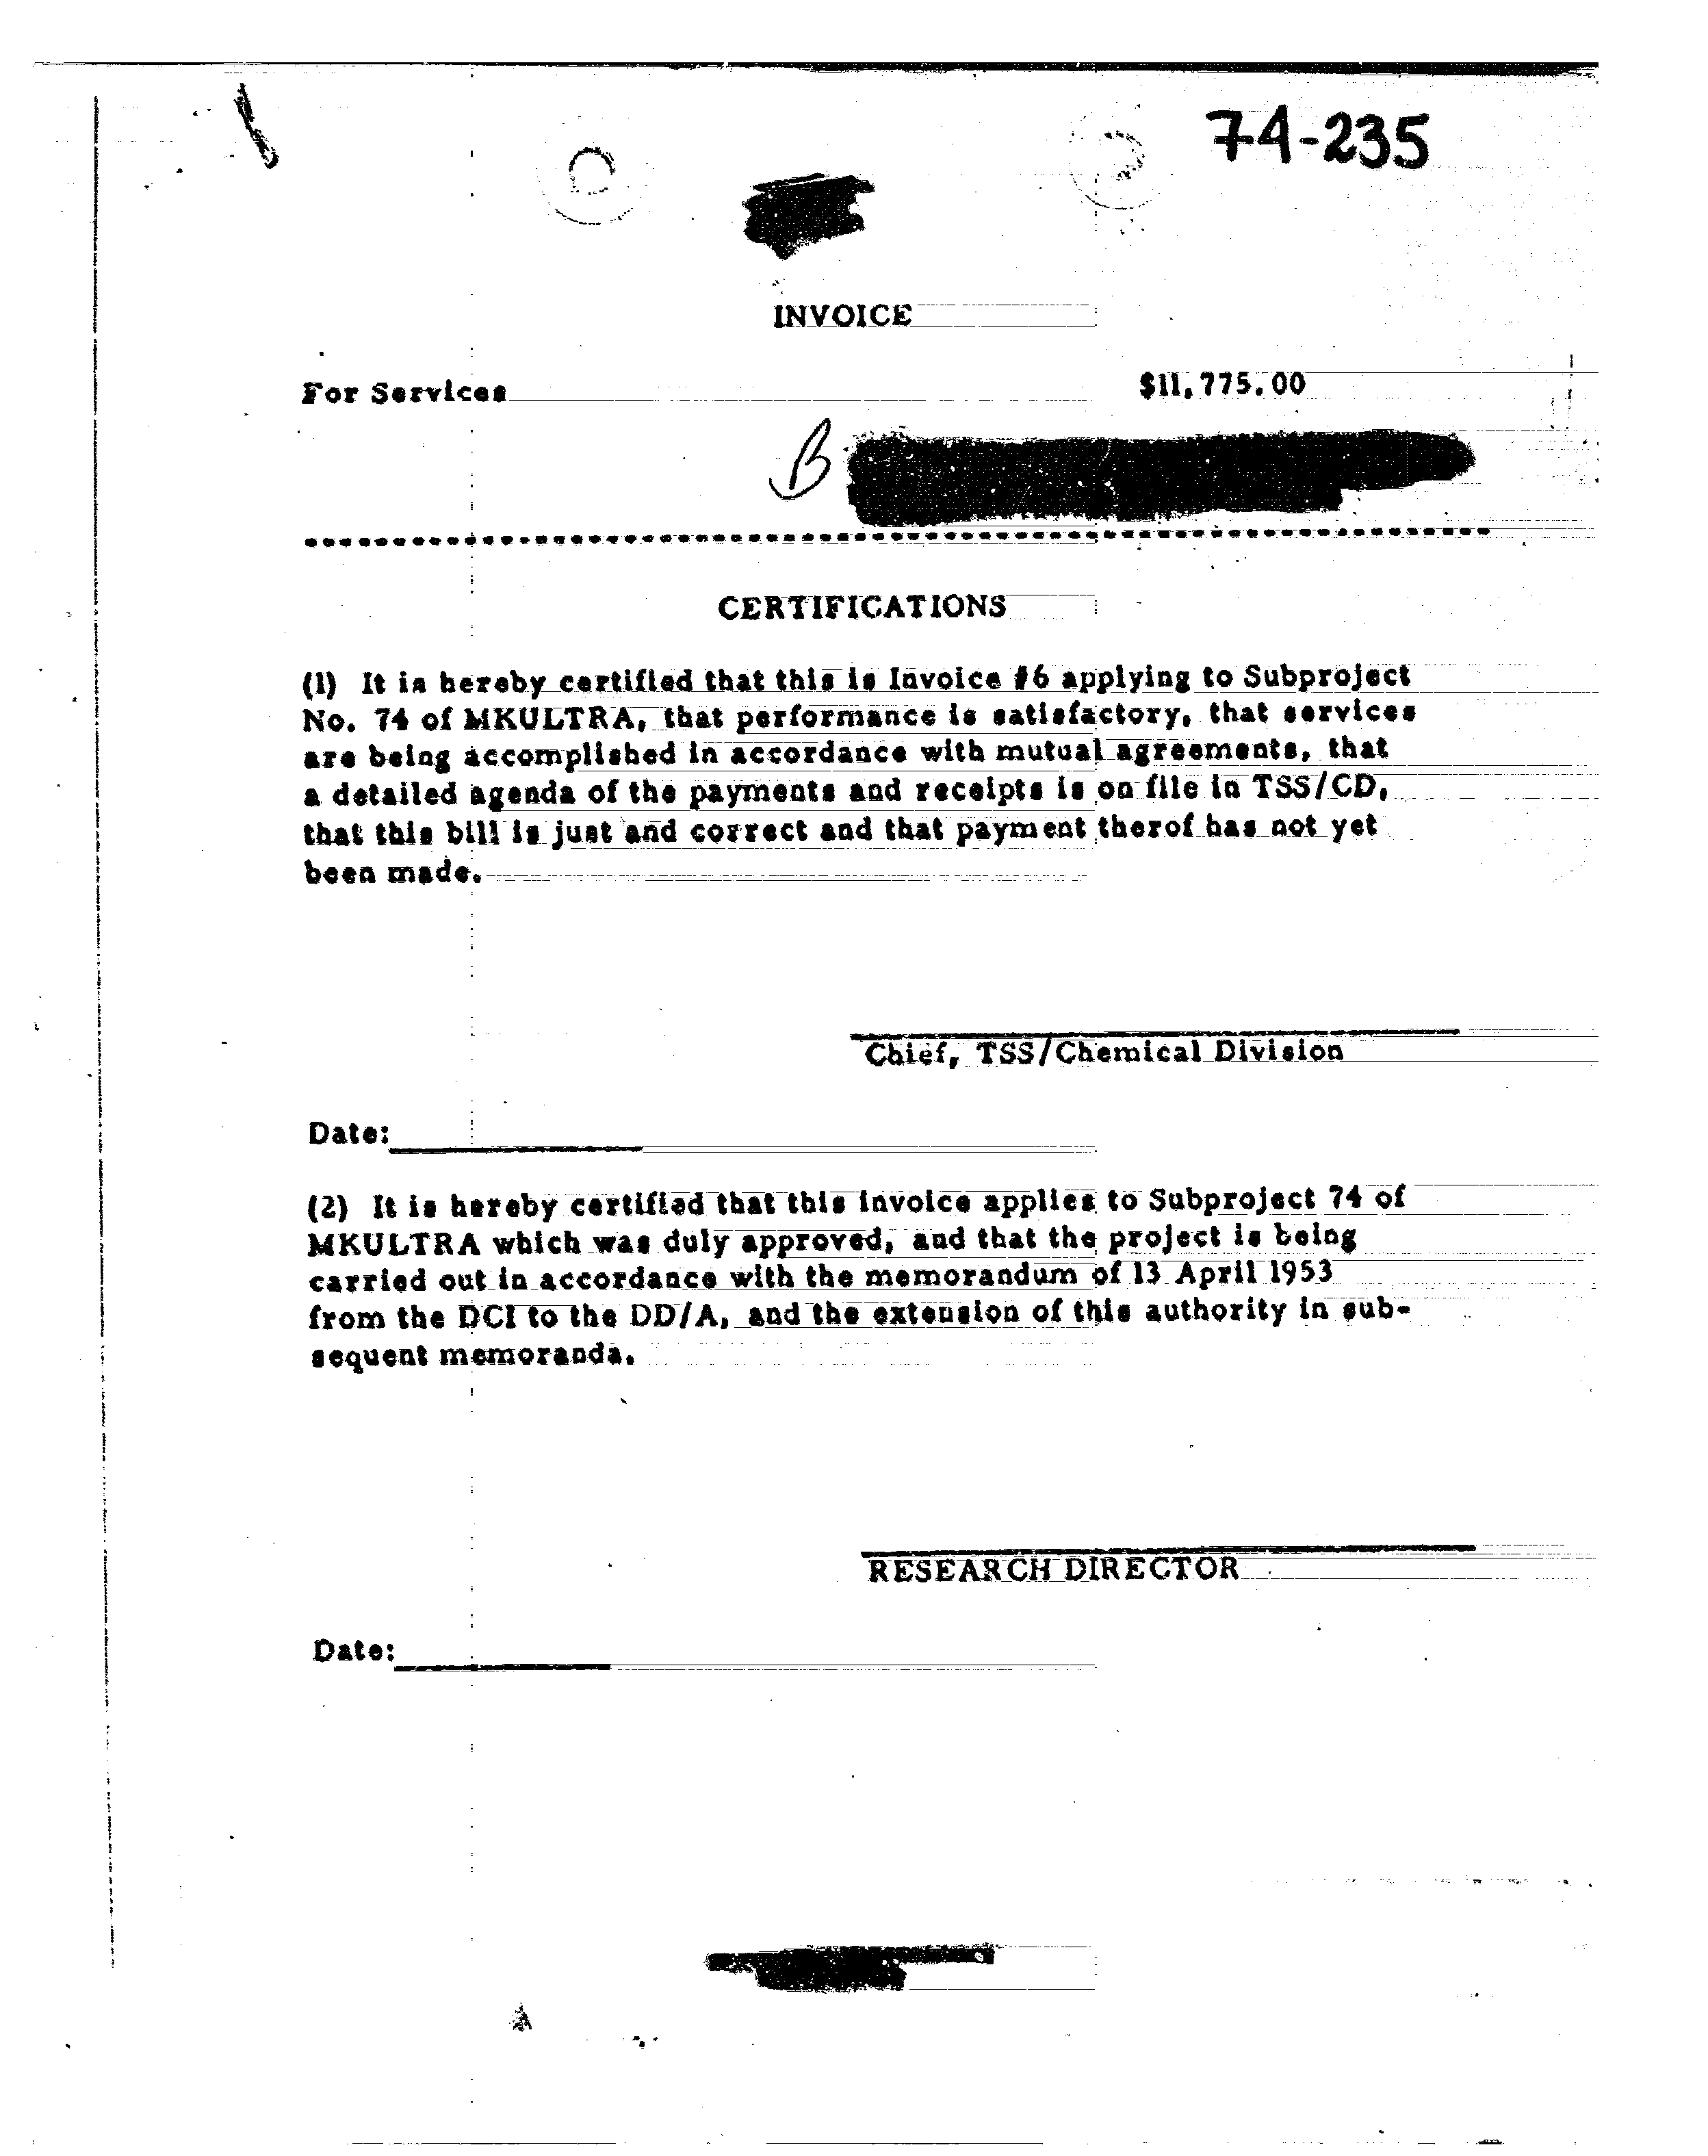 74-235
INVOICE
For Services $11,775.00
B
CERTIFICATIONS
(1) It is hereby certified that this is Invoice #6 applying to Subproject
No. 74 of MKULTRA, that performance is satisfactory, that services
are being accomplished in accordance with mutual agreements, that
a detailed agenda of the payments and receipts is on file in TSS/CD,
that this bill is just and correct and that payment therof has not yet
been made.
Chief, TSS/Chemical Division
Date:
(2) It is hereby certified that this invoice applies to Subproject 74 of
MKULTRA which was duly approved, and that the project is being
carried out in accordance with the memorandum of 13 April 1953
from the DCI to the DD/A, and the extension of this authority in sub-
sequent memoranda.
RESEARCH DIRECTOR
Date: